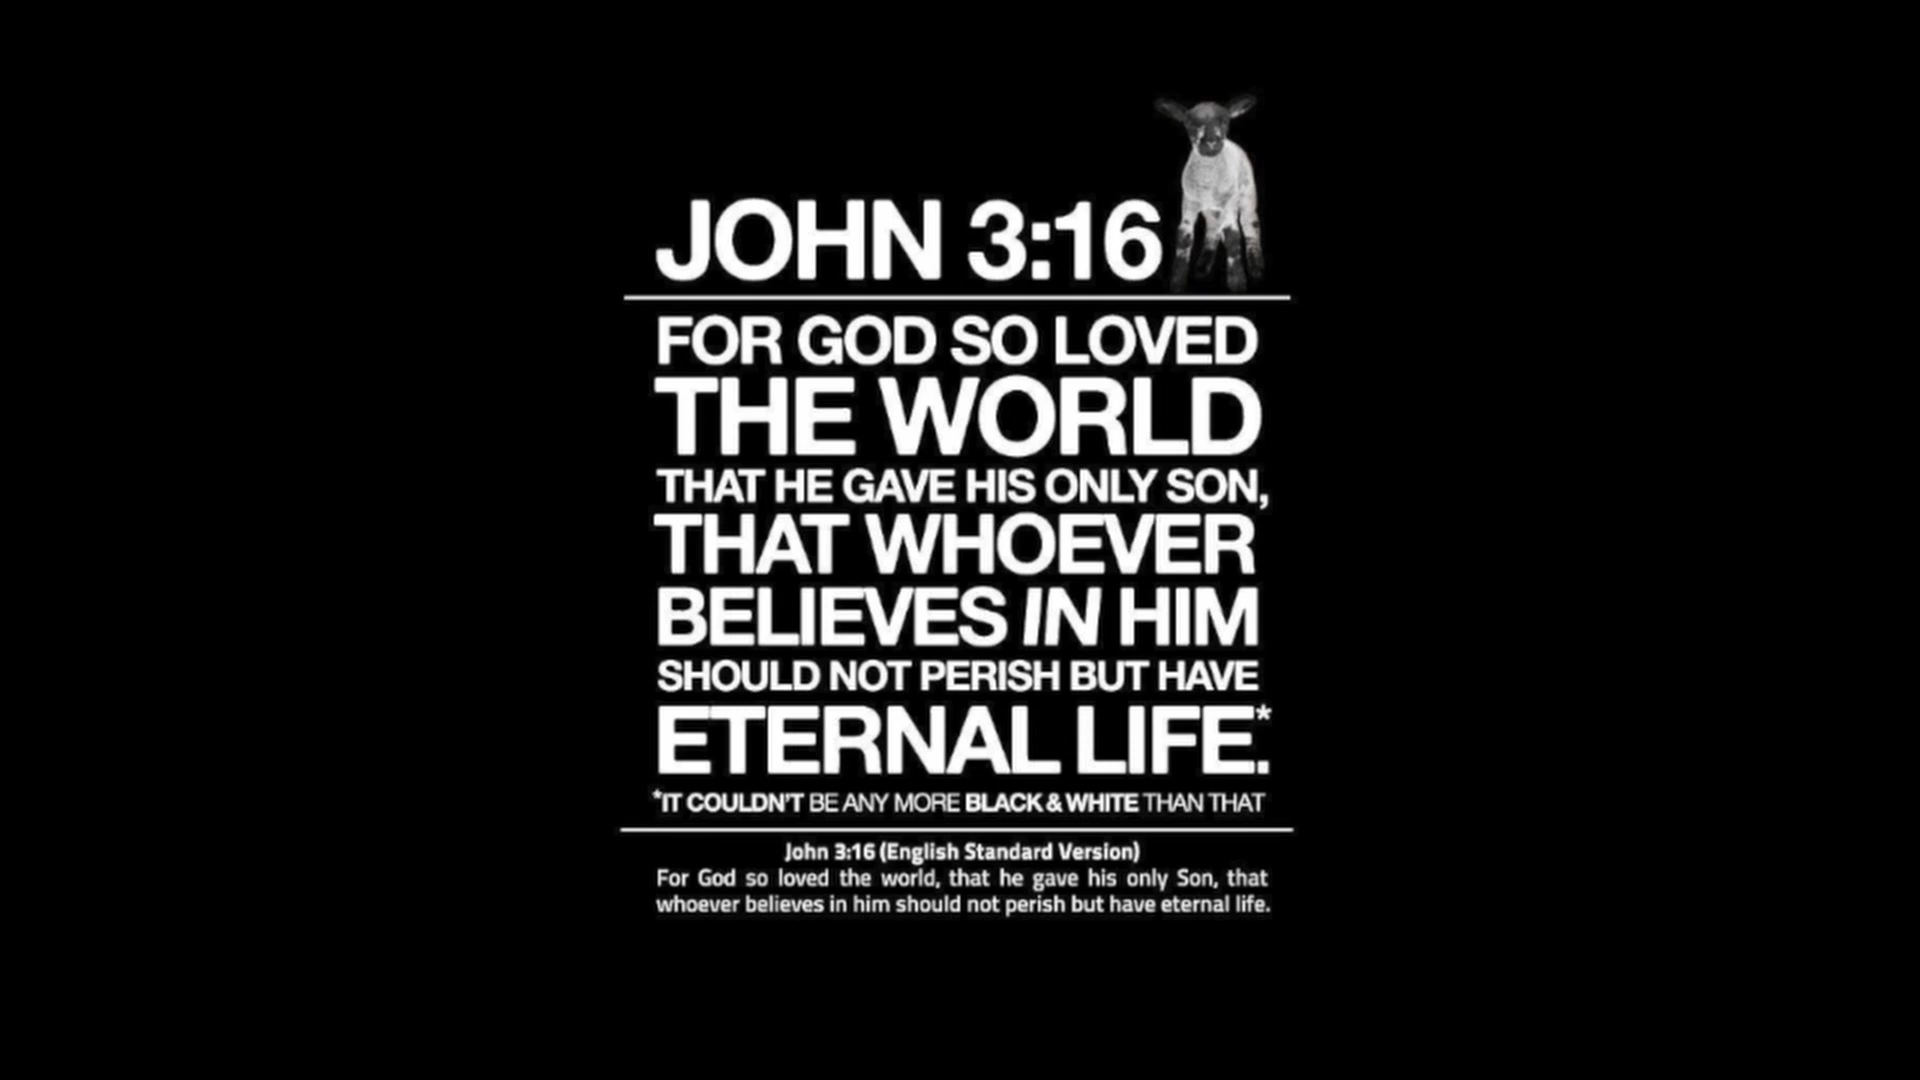 JOHN 3:16
FOR GOD SO LOVED
THE WORLD
THAT HE GAVE HIS ONLY SON,
THAT WHOEVER
BELIEVES IN HIM
SHOULD NOT PERISH BUT HAVE
ETERNAL LIFE.*
*IT COULDN'T BE ANY MORE BLACK & WHITE THAN THAT
John 3:16 (English Standard Version)
For God so loved the world, that he gave his only Son, that
whoever believes in him should not perish but have eternal life.